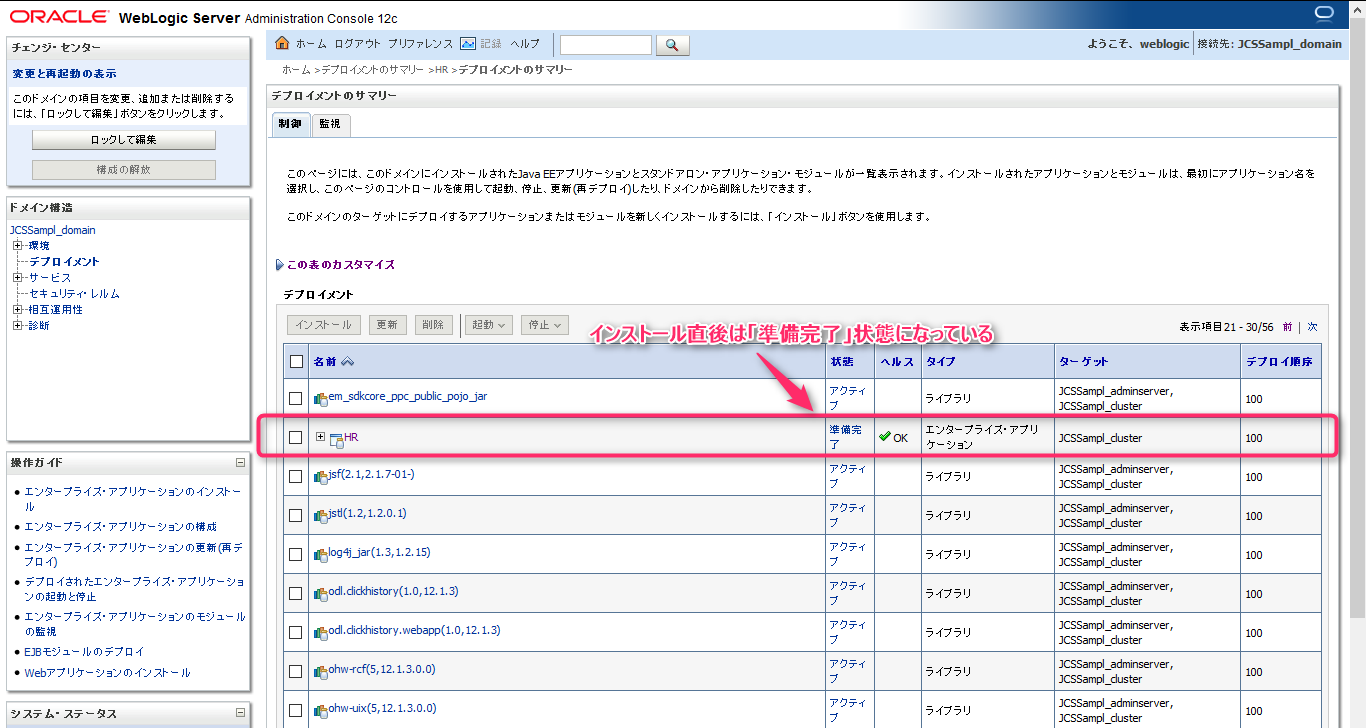 ORACLE WebLogic Server Administration Console 12c
チェンジ・センター
変更と再起動の表示
このドメインの項目を変更、追加または削除する
には、「ロックして編集」ボタンをクリックします。
ロックして編集
構成の解放
ドメイン構造
JCSSampl_domain
環境
デプロイメント
サービス
セキュリティ・レルム
相互運用性
診断
操作ガイド
エンタープライズ・アプリケーションのインストー
ル
エンタープライズ・アプリケーションの構成
エンタープライズ・アプリケーションの更新(再デ
プロイ)
デプロイされたエンタープライズ・アプリケーショ
ンの起動と停止
エンタープライズ・アプリケーションのモジュール
の監視
EJBモジュールのデプロイ
Webアプリケーションのインストール
システム・ステータス
ホーム ログアウト プリファレンス 記録 ヘルプ
ようこそ、weblogic 接続先: JCSSampl_domain
ホーム >デプロイメントのサマリー >HR >デプロイメントのサマリー
デプロイメントのサマリー
制御 監視
このページには、このドメインにインストールされたJava EEアプリケーションとスタンドアロン・アプリケーション・モジュールが一覧表示されます。インストールされたアプリケーションとモジュールは、最初にアプリケーション名を
選択し、このページのコントロールを使用して起動、停止、更新(再デプロイ)したり、ドメインから削除したりできます。
このドメインのターゲットにデプロイするアプリケーションまたはモジュールを新しくインストールするには、「インストール」ボタンを使用します。
この表のカスタマイズ
デプロイメント
インストール 更新 削除 起動 停止
インストール直後は「準備完了」状態になっている
表示項目21 - 30/56 前 | 次
名前 状態 ヘルス タイプ ターゲット デプロイ順序
em_sdkcore_ppc_public_pojo_jar アクティ
ブ ライブラリ JCSSampl_adminserver,
JCSSampl_cluster 100
HR 準備完
了 OK エンタープライズ・アプリ
ケーション JCSSampl_cluster 100
jsf(2.1,2.1.7-01-) アクティ
ブ ライブラリ JCSSampl_adminserver,
JCSSampl_cluster 100
jstl(1.2,1.2.0.1) アクティ
ブ ライブラリ JCSSampl_adminserver,
JCSSampl_cluster 100
log4j_jar(1.3,1.2.15) アクティ
ブ ライブラリ JCSSampl_adminserver,
JCSSampl_cluster 100
odl.clickhistory(1.0,12.1.3) アクティ
ブ ライブラリ JCSSampl_adminserver,
JCSSampl_cluster 100
odl.clickhistory.webapp(1.0,12.1.3) アクティ
ブ ライブラリ JCSSampl_adminserver,
JCSSampl_cluster 100
ohw-rcf(5,12.1.3.0.0) アクティ
ブ ライブラリ JCSSampl_adminserver,
JCSSampl_cluster 100
ohw-uix(5,12.1.3.0.0) アクティ
ブ ライブラリ JCSSampl_adminserver,
JCSSampl_cluster 100